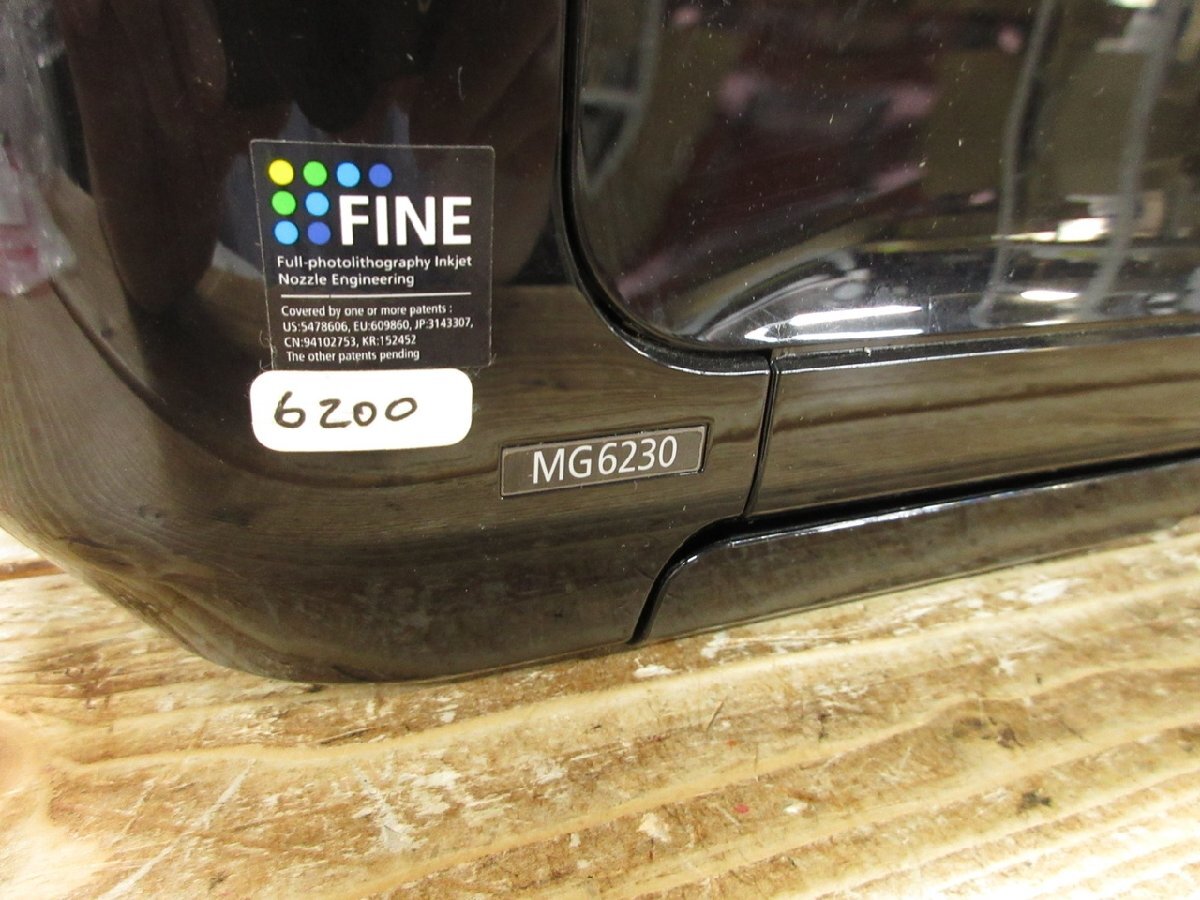 FINE
Full-photolithography Inkjet
Nozzle Engineering
Covered by one or more patents :
US:5478606, EU:609860, JP:3143307,
CN:94102753, KR:152452
The other patents pending
6200
MG6230